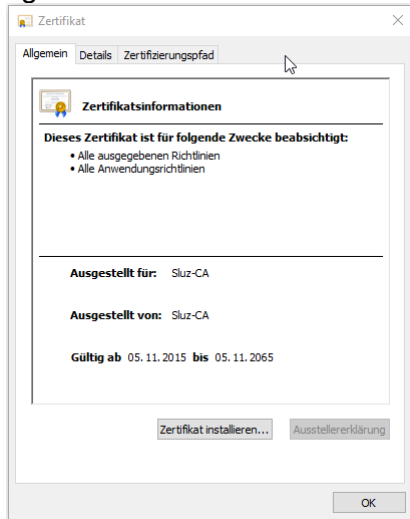 Zertifikat
Allgemein Details Zertifizierungspfad
Zertifikatsinformationen
Dieses Zertifikat ist für folgende Zwecke beabsichtigt:
• Alle ausgegebenen Richtlinien
• Alle Anwendungsrichtlinien
Ausgestellt für: Sluz-CA
Ausgestellt von: Sluz-CA
Gültig ab 05.11.2015 bis 05.11.2065
Zertifikat installieren... Ausstellererklärung
OK